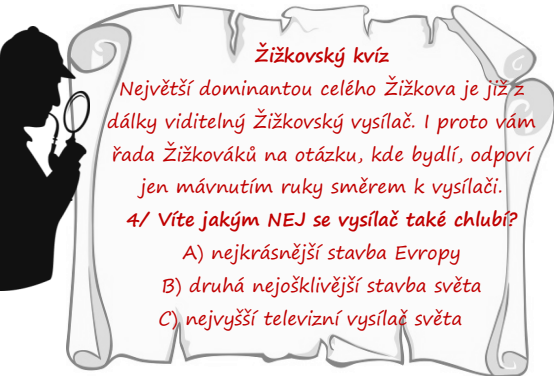 Žižkovský kvíz
Největší dominantou celého Žižkova je již z
dálky viditelný Žižkovský vysílač. I proto vám
řada Žižkováků na otázku, kde bydlí, odpoví
jen mávnutím ruky směrem k vysílači.
4/ Víte jakým NEJ se vysílač také chlubí?
A) nejkrásnější stavba Evropy
B) druhá nejošklivější stavba světa
C) nejvyšší televizní vysílač světa